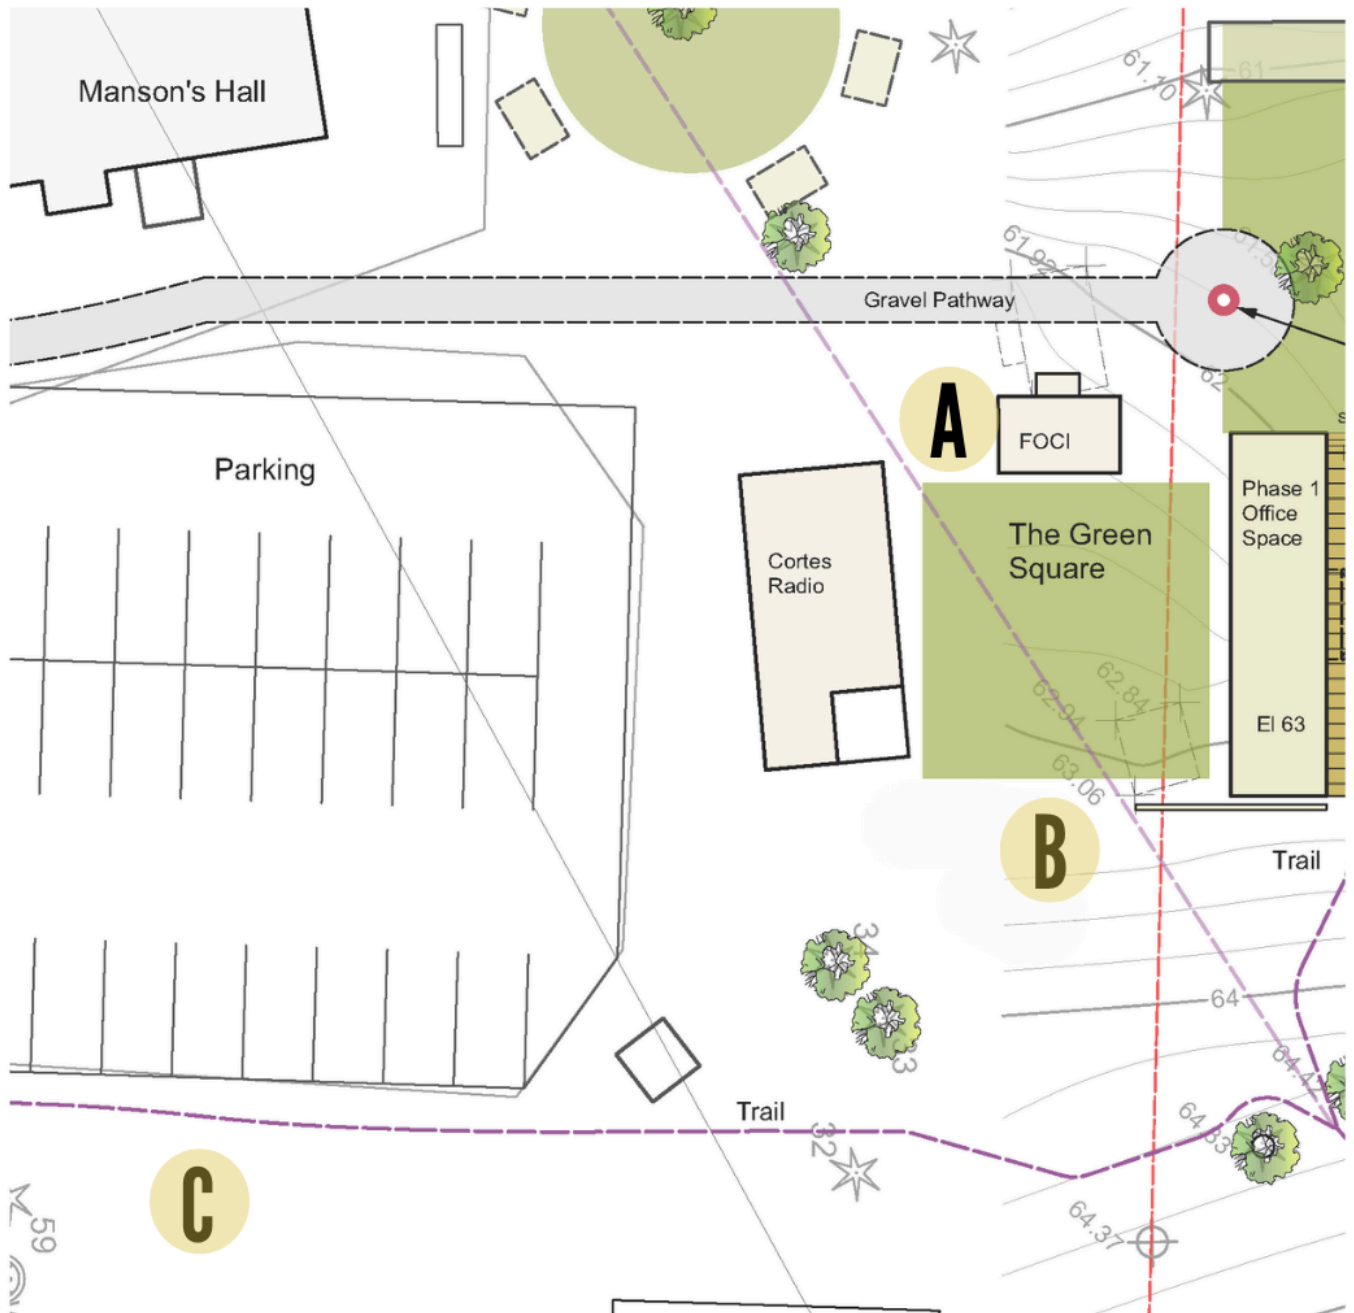 Manson's Hall
61
61.10
61.92
Gravel Pathway
62
A
FOCI
Parking
Phase 1
Office
Space
The Green
Square
Cortes
Radio
62.84
62.94
El 63
63.06
B
Trail
34
64
33
Trail
32
64.33
C
59
64.37